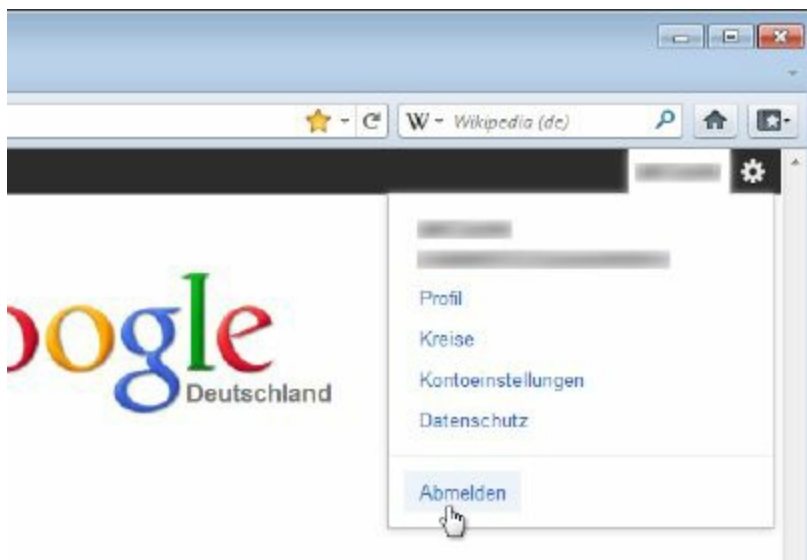 W Wikipedia (de)
oogle
Deutschland
Profil
Kreise
Kontoeinstellungen
Datenschutz
Abmelden